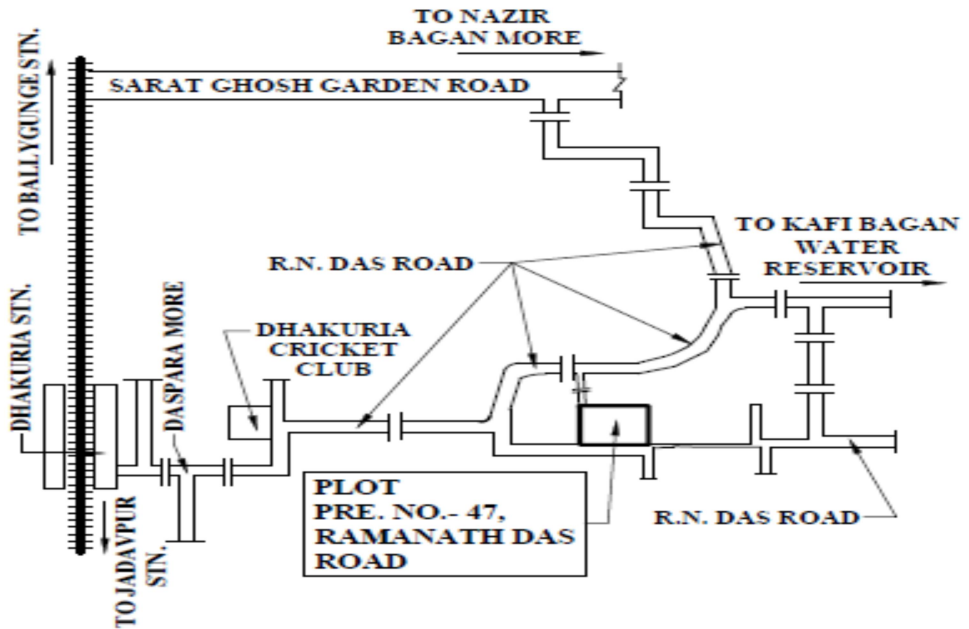 TO NAZIR
BAGAN MORE
SARAT GHOSH GARDEN ROAD
TO BALLYGUNGE STN.
TO KAFI BAGAN
WATER
RESERVOIR
R.N. DAS ROAD
DHAKURIA STN.
DASPARA MORE
DHAKURIA
CRICKET
CLUB
PLOT
PRE. NO.- 47,
RAMANATH DAS
ROAD
R.N. DAS ROAD
TO JADAVPUR
STN.